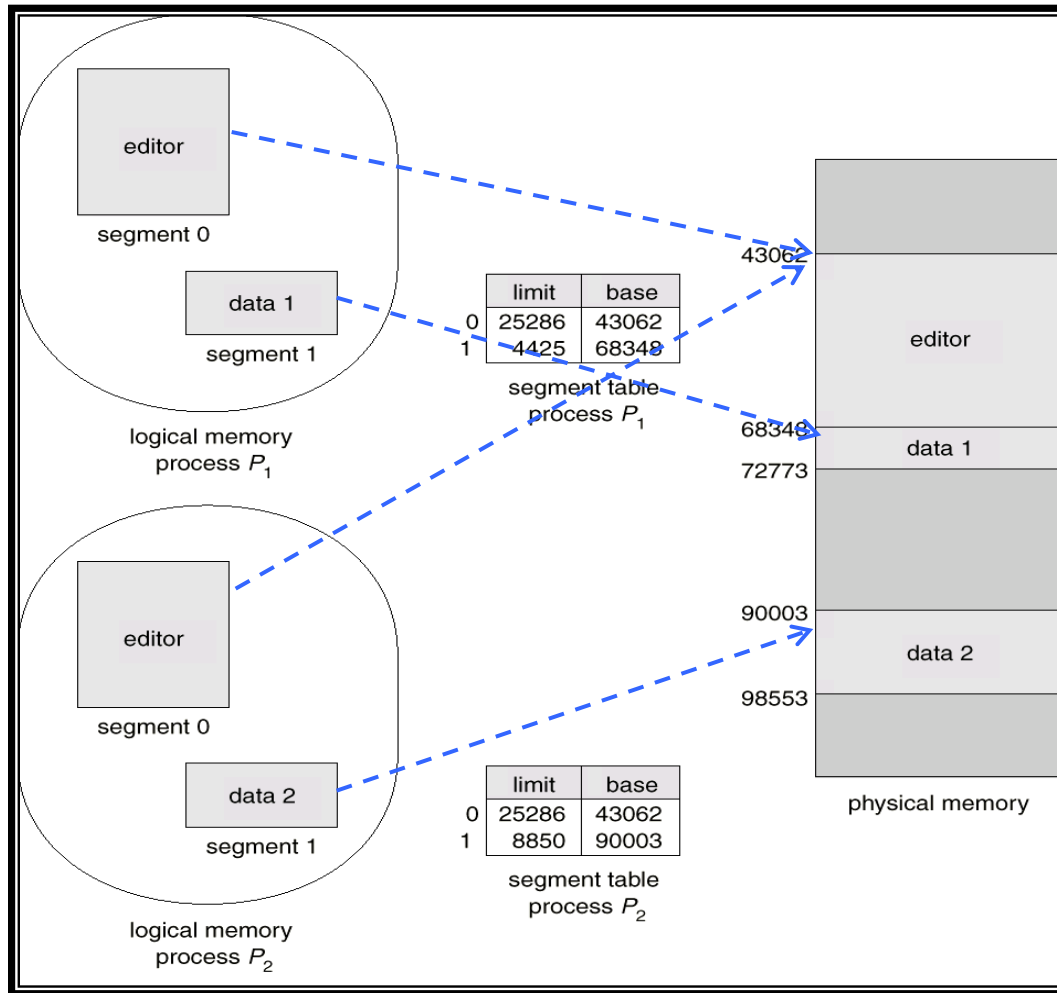 editor
segment 0
data 1
segment 1
logical memory
process P1
limit base
0 25286 43062
1 4425 68348
segment table
process P1
editor
segment 0
data 2
segment 1
logical memory
process P2
limit base
0 25286 43062
1 8850 90003
segment table
process P2
43062
editor
68348
data 1
72773
90003
data 2
98553
physical memory